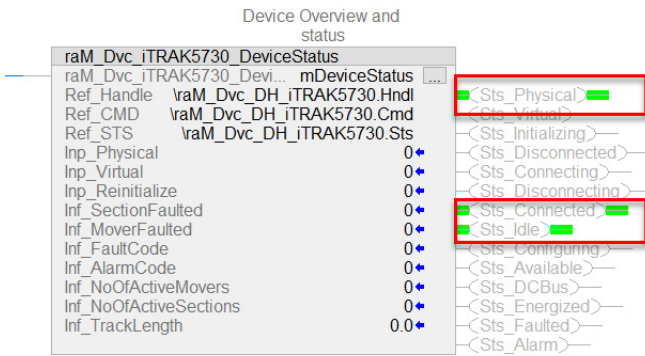 Device Overview and
status
raM_Dvc_iTRAK5730_DeviceStatus
raM_Dvc_iTRAK5730_Devi... mDeviceStatus ...
Ref_Handle \raM_Dvc_DH_iTRAK5730.Hndl Sts_Physical
Ref_CMD \raM_Dvc_DH_iTRAK5730.Cmd Sts_Virtual
Ref_STS \raM_Dvc_DH_iTRAK5730.Sts Sts_Initializing
Inp_Physical 0 Sts_Disconnected
Inp_Virtual 0 Sts_Connecting
Inp_Reinitialize 0 Sts_Disconnecting
Inf_SectionFaulted 0 Sts_Connected
Inf_MoverFaulted 0 Sts_Idle
Inf_FaultCode 0 Sts_Configuring
Inf_AlarmCode 0 Sts_Available
Inf_NoOfActiveMovers 0 Sts_DCBus
Inf_NoOfActiveSections 0 Sts_Energized
Inf_TrackLength 0.0 Sts_Faulted
Sts_Alarm